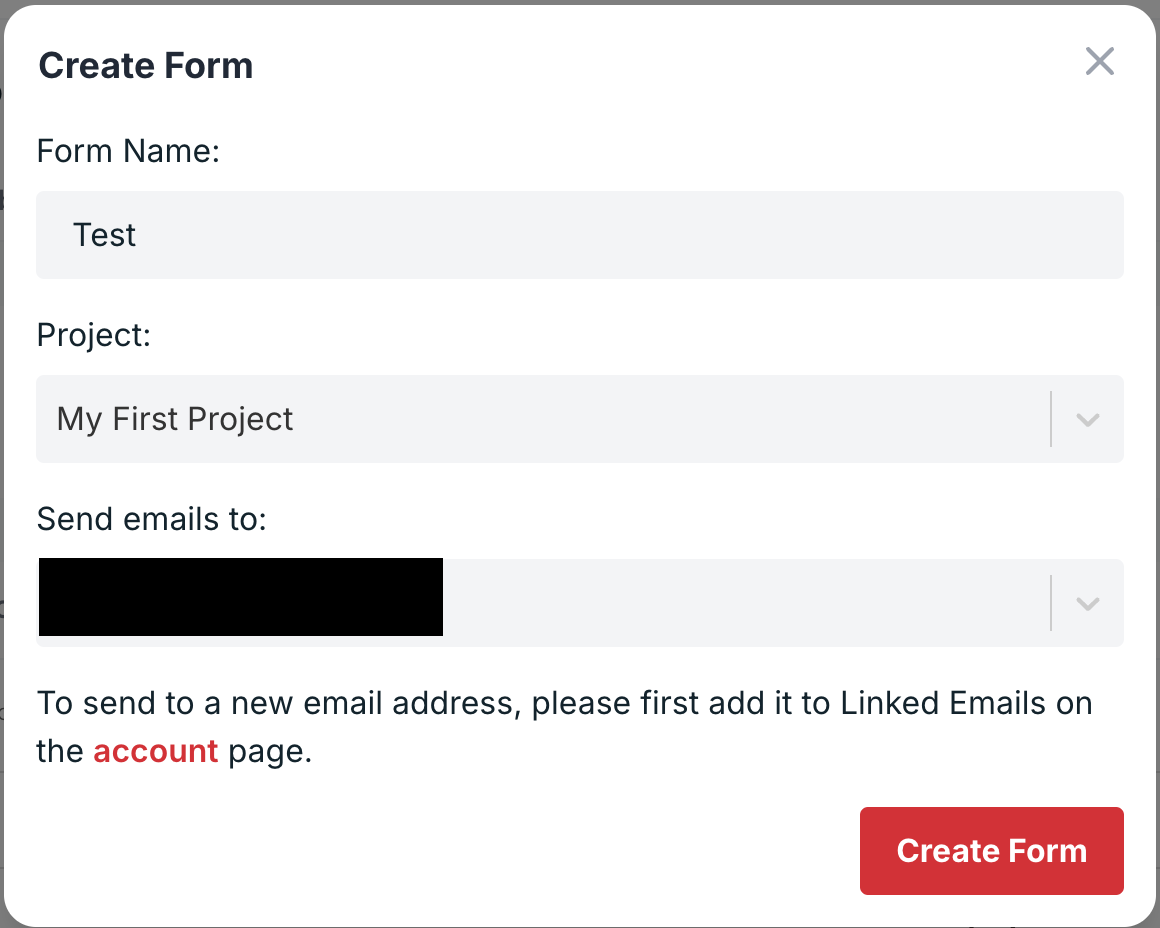 Create Form
Form Name:
Test
Project:
My First Project
Send emails to:
To send to a new email address, please first add it to Linked Emails on
the account page.
Create Form